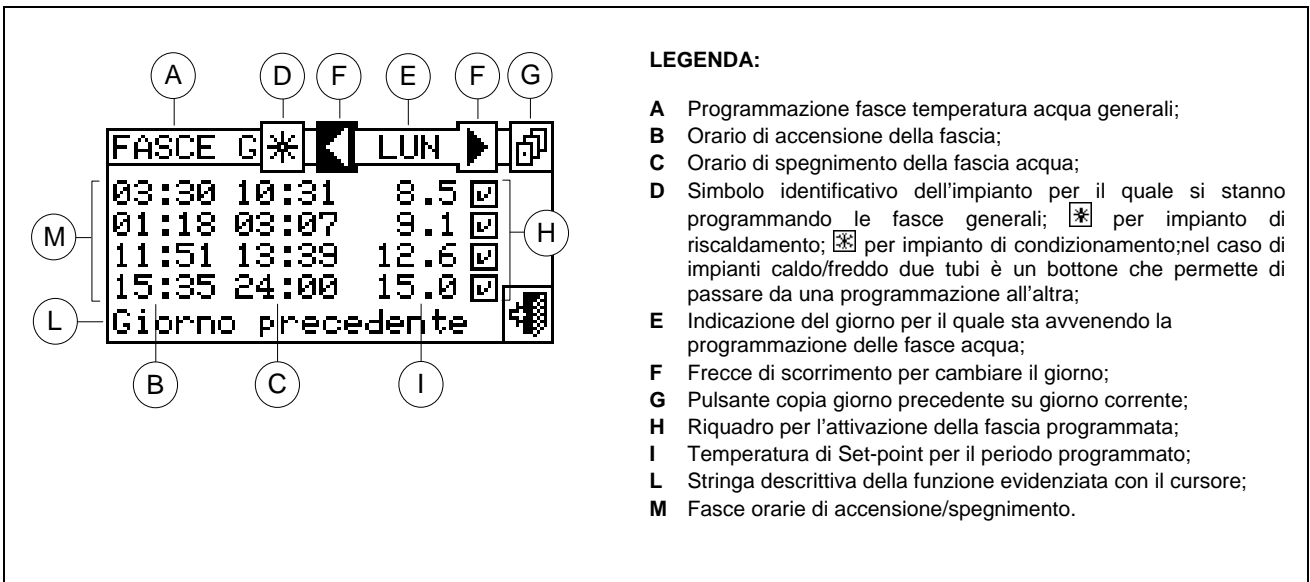 A D F E F G
FASCE G LUN
03:30 10:31 8.5
01:18 03:07 9.1
11:51 13:39 12.6
15:35 24:00 15.0
Giorno precedente
M
H
L
B C I
LEGENDA:
A Programmazione fasce temperatura acqua generali;
B Orario di accensione della fascia;
C Orario di spegnimento della fascia acqua;
D Simbolo identificativo dell'impianto per il quale si stanno
programmando le fasce generali; per impianto di
riscaldamento; per impianto di condizionamento;nel caso di
impianti caldo/freddo due tubi è un bottone che permette di
passare da una programmazione all'altra;
E Indicazione del giorno per il quale sta avvenendo la
programmazione delle fasce acqua;
F Frecce di scorrimento per cambiare il giorno;
G Pulsante copia giorno precedente su giorno corrente;
H Riquadro per l'attivazione della fascia programmata;
I Temperatura di Set-point per il periodo programmato;
L Stringa descrittiva della funzione evidenziata con il cursore;
M Fasce orarie di accensione/spegnimento.